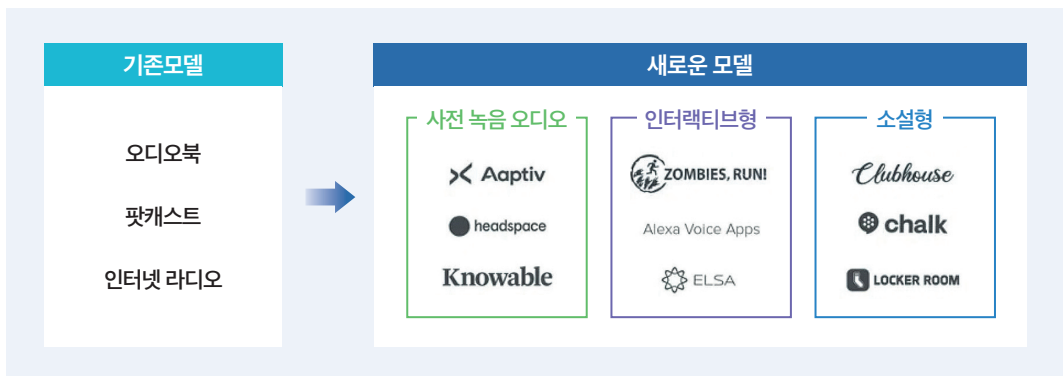 기존모델
오디오북
팟캐스트
인터넷 라디오
새로운 모델
사전 녹음 오디오
Aaptiv
headspace
Knowable
인터랙티브형
ZOMBIES, RUN!
Alexa Voice Apps
ELSA
소설형
Clubhouse
chalk
LOCKER ROOM